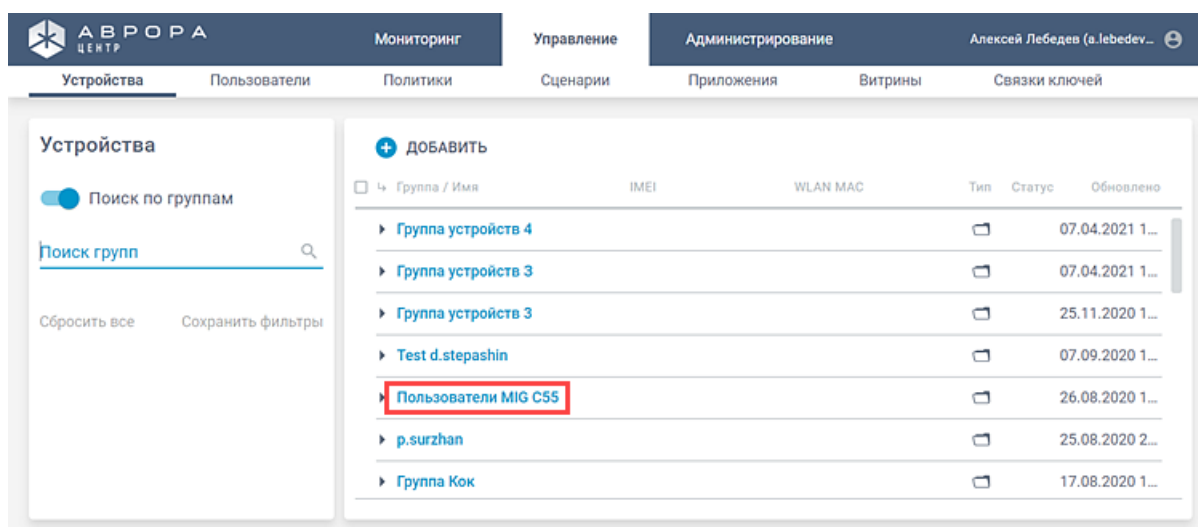 АВРОРА
ЦЕНТР
Мониторинг Управление Администрирование Алексей Лебедев (a.lebedev...
Устройства Пользователи Политики Сценарии Приложения Витрины Связки ключей
Устройства
Поиск по группам
Поиск групп
Сбросить все Сохранить фильтры
ДОБАВИТЬ
Группа / Имя IMEI WLAN MAC Тип Статус Обновлено
Группа устройств 4 07.04.2021 1...
Группа устройств 3 07.04.2021 1...
Группа устройств 3 25.11.2020 1...
Test d.stepashin 07.09.2020 1...
Пользователи MIG C55 26.08.2020 1...
p.surzhan 25.08.2020 2...
Группа Кок 17.08.2020 1...